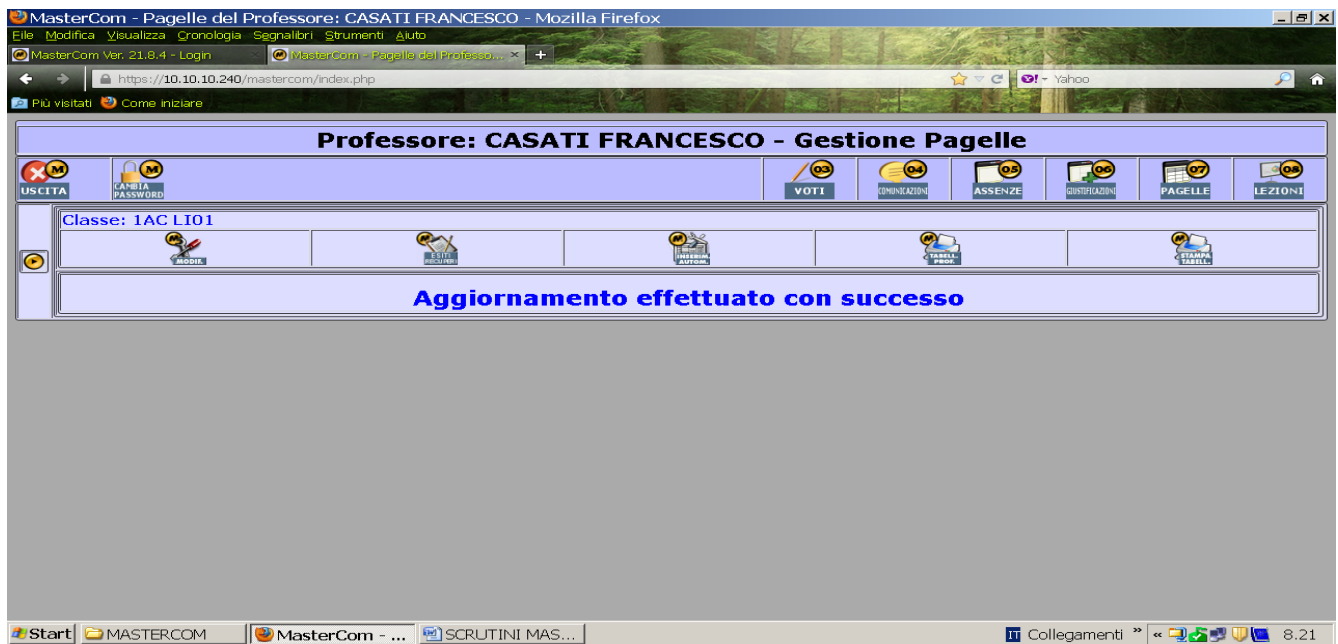 MasterCom - Pagelle del Professore: CASATI FRANCESCO - Mozilla Firefox
File Modifica Visualizza Cronologia Segnalibri Strumenti Aiuto
MasterCom Ver. 21.8.4 - Login
MasterCom - Pagelle del Professo...
https://10.10.10.240/mastercom/index.php
Yahoo
Più visitati Come iniziare
Professore: CASATI FRANCESCO - Gestione Pagelle
USCITA
CAMBIA PASSWORD
03 VOTI
04 COMUNICAZIONI
05 ASSENZE
06 GIUSTIFICAZIONI
07 PAGELLE
08 LEZIONI
Classe: 1AC LI01
MODIF.
ESITI RECUPERI
INSERIM. AUTOM.
TABELL. PROF.
STAMPA TABELL.
Aggiornamento effettuato con successo
Start MASTERCOM MasterCom - ... SCRUTINI MAS... IT Collegamenti » « 8.21